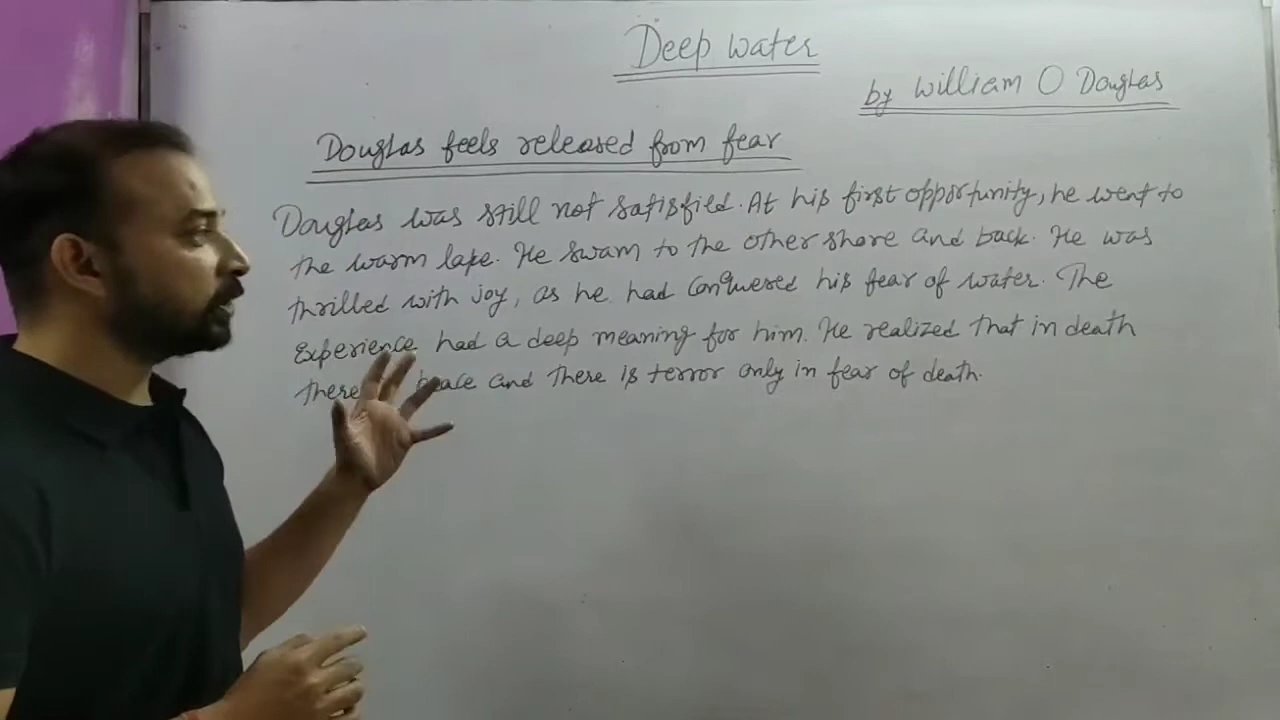 Deep water
by William O Douglas
Douglas feels released from fear
Douglas was still not satisfied. At his first opportunity, he went to
the warm lake. He swam to the other shore and back. He was
thrilled with joy, as he had conquered his fear of water. The
Experience had a deep meaning for him. He realized that in death
there peace and there is terror only in fear of death.